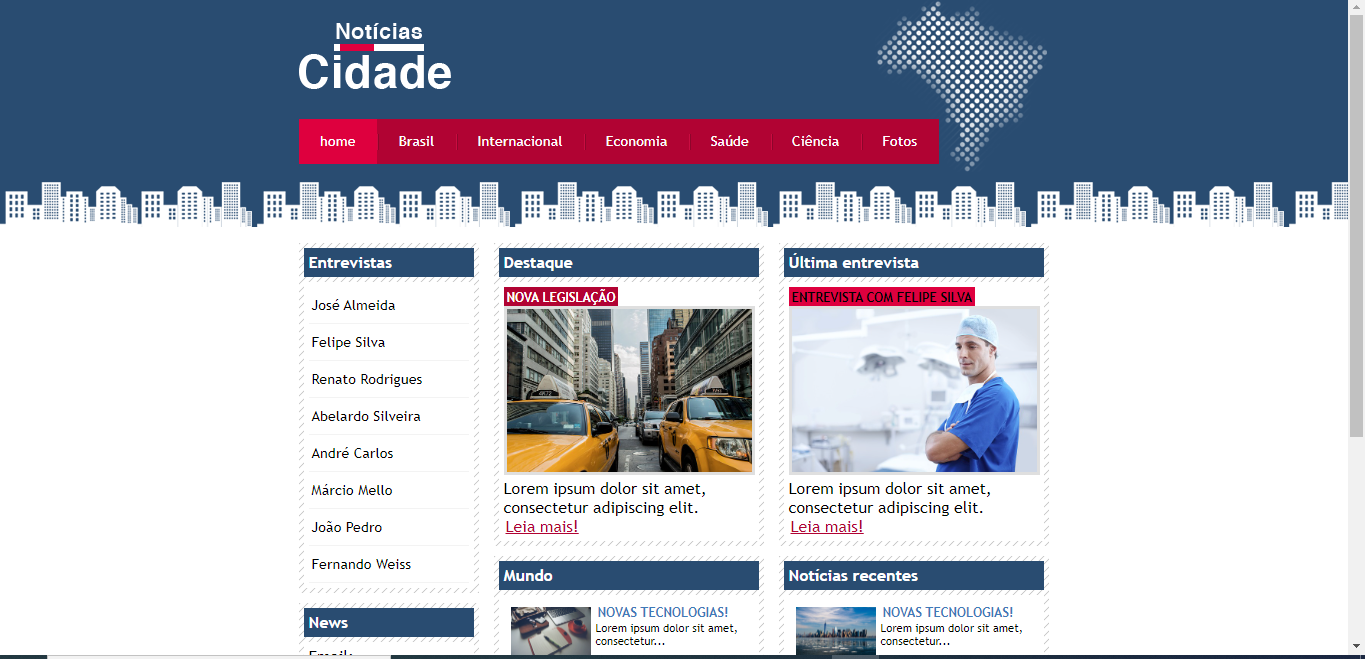 Notícias
Cidade
home Brasil Internacional Economia Saúde Ciência Fotos
Entrevistas
José Almeida
Felipe Silva
Renato Rodrigues
Abelardo Silveira
André Carlos
Márcio Mello
João Pedro
Fernando Weiss
News
Email:
Destaque
NOVA LEGISLAÇÃO
Lorem ipsum dolor sit amet,
consectetur adipiscing elit.
Leia mais!
Última entrevista
ENTREVISTA COM FELIPE SILVA
Lorem ipsum dolor sit amet,
consectetur adipiscing elit.
Leia mais!
Mundo
NOVAS TECNOLOGIAS!
Lorem ipsum dolor sit amet,
consectetur...
Notícias recentes
NOVAS TECNOLOGIAS!
Lorem ipsum dolor sit amet,
consectetur...